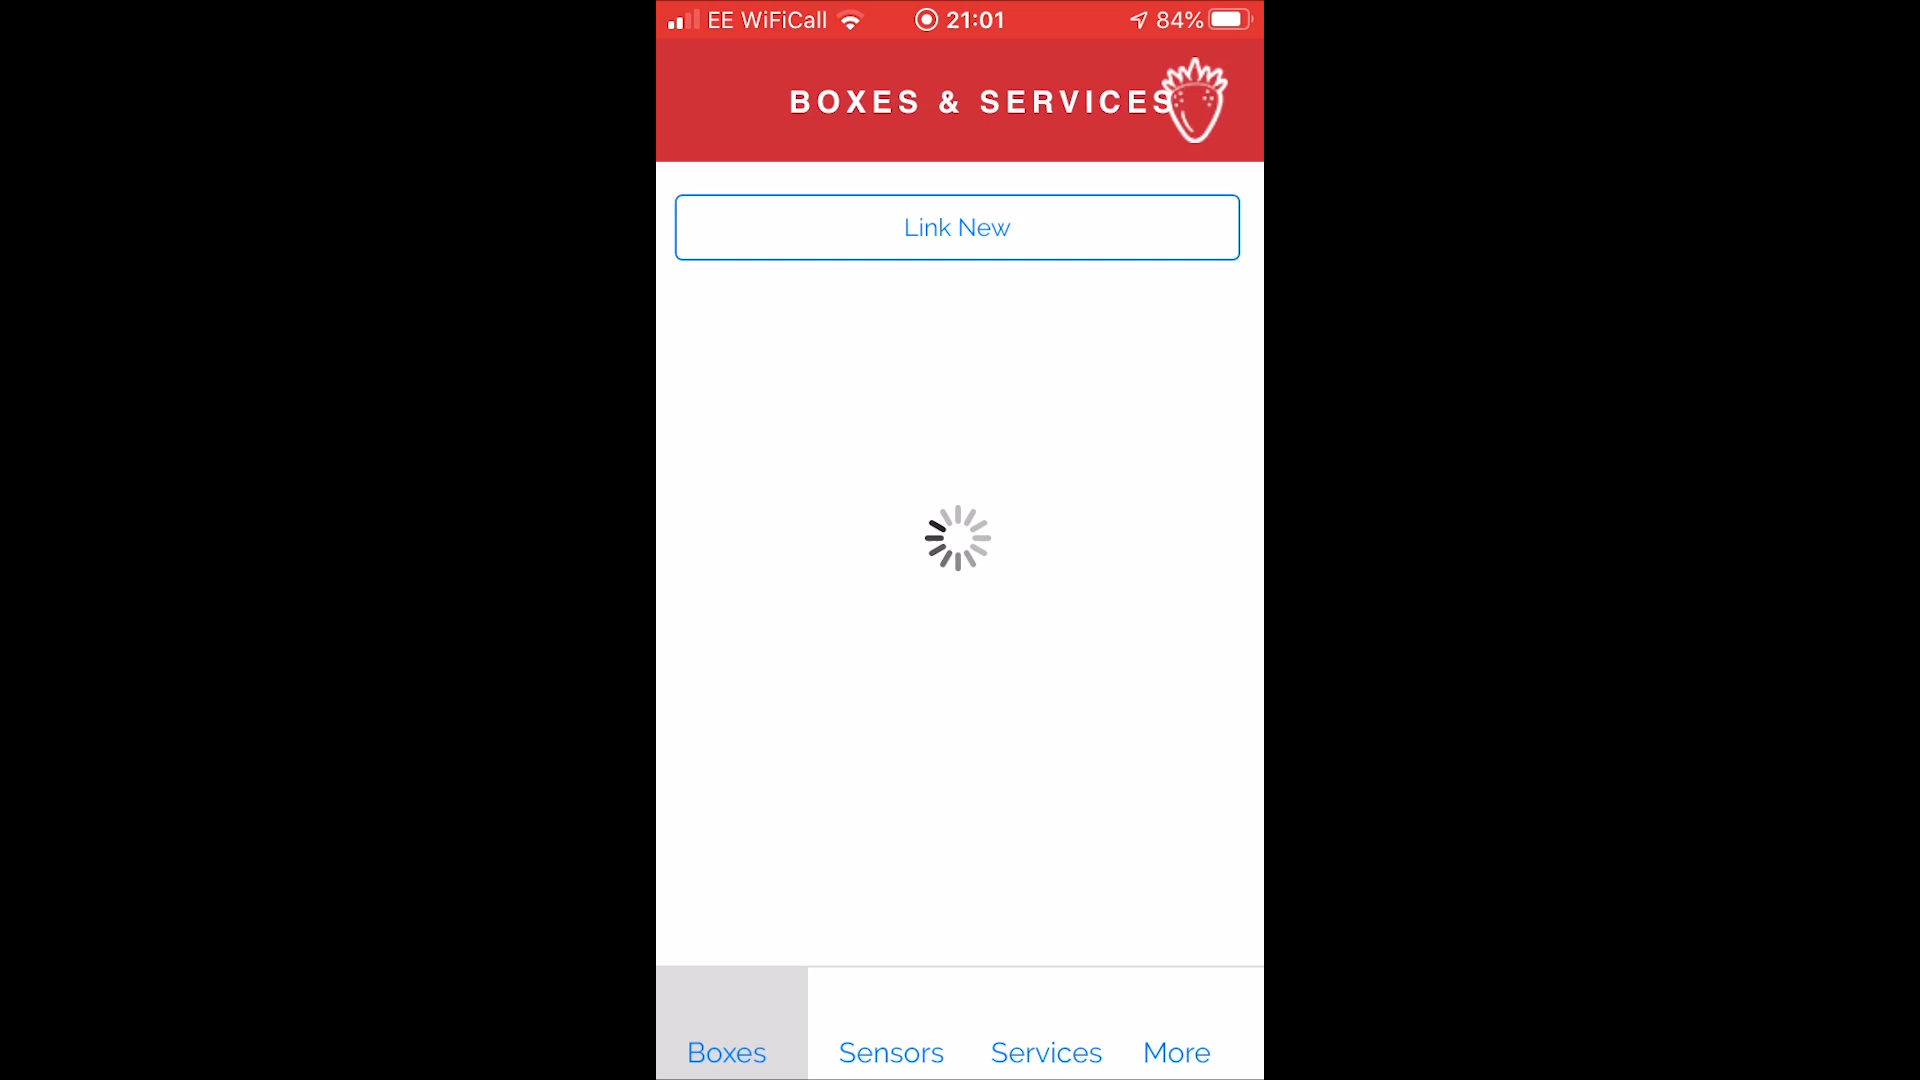 EE WiFiCall 21:01 84%
BOXES & SERVICES
Link New
Boxes Sensors Services More